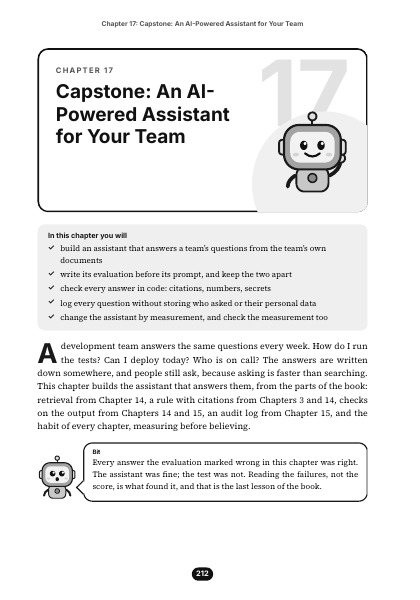 Chapter 17: Capstone: An AI-Powered Assistant for Your Team
17
CHAPTER 17
Capstone: An AI-
Powered Assistant
for Your Team
In this chapter you will
✓ build an assistant that answers a team's questions from the team's own
documents
✓ write its evaluation before its prompt, and keep the two apart
✓ check every answer in code: citations, numbers, secrets
✓ log every question without storing who asked or their personal data
✓ change the assistant by measurement, and check the measurement too
A development team answers the same questions every week. How do I run
the tests? Can I deploy today? Who is on call? The answers are written
down somewhere, and people still ask, because asking is faster than searching.
This chapter builds the assistant that answers them, from the parts of the book:
retrieval from Chapter 14, a rule with citations from Chapters 3 and 14, checks
on the output from Chapters 14 and 15, an audit log from Chapter 15, and the
habit of every chapter, measuring before believing.
Bit
Every answer the evaluation marked wrong in this chapter was right.
The assistant was fine; the test was not. Reading the failures, not the
score, is what found it, and that is the last lesson of the book.
212